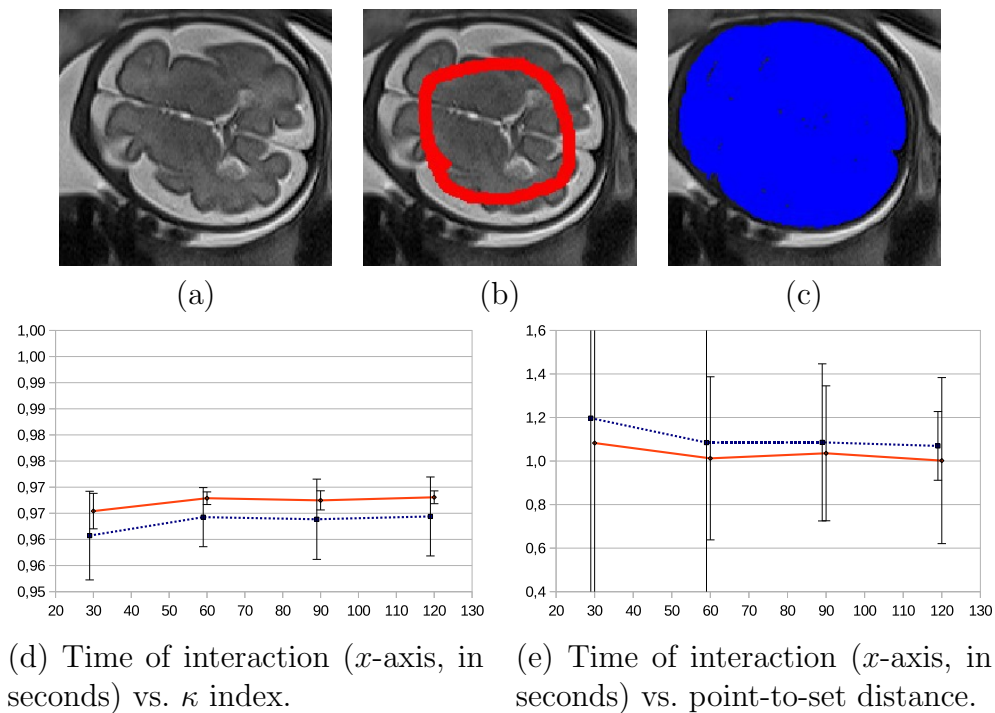 (a) (b) (c)
1,00
1,00
0,99
0,99
0,98
0,98
0,97
0,97
0,96
0,96
0,95
20 30 40 50 60 70 80 90 100 110 120 130
1,6
1,4
1,2
1,0
0,8
0,6
0,4
20 30 40 50 60 70 80 90 100 110 120 130
(d) Time of interaction (x-axis, in
seconds) vs. κ index.
(e) Time of interaction (x-axis, in
seconds) vs. point-to-set distance.